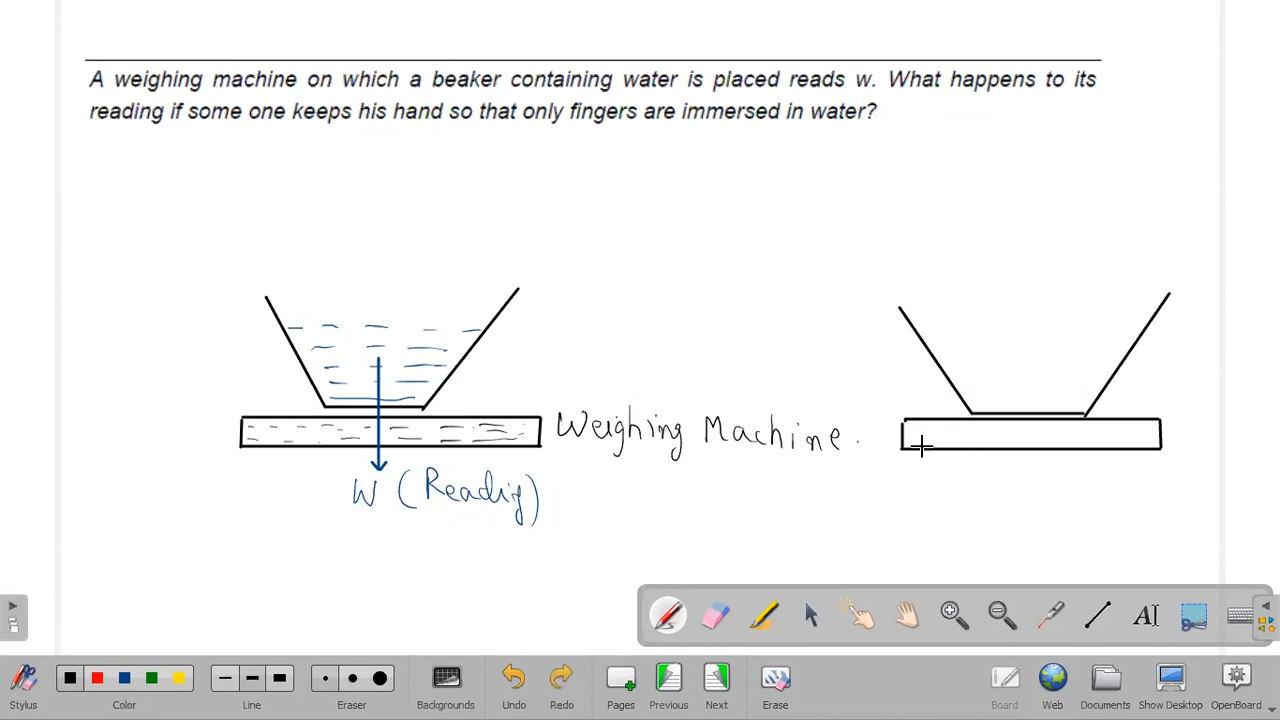 A weighing machine on which a beaker containing water is placed reads w. What happens to its
reading if some one keeps his hand so that only fingers are immersed in water?
Weighing Machine.
W (Readig)
AI
Stylus
Color
Line
Eraser
Backgrounds
Undo
Redo
Pages
Previous
Next
Erase
Board
Web
Documents
Show Desktop
OpenBoard